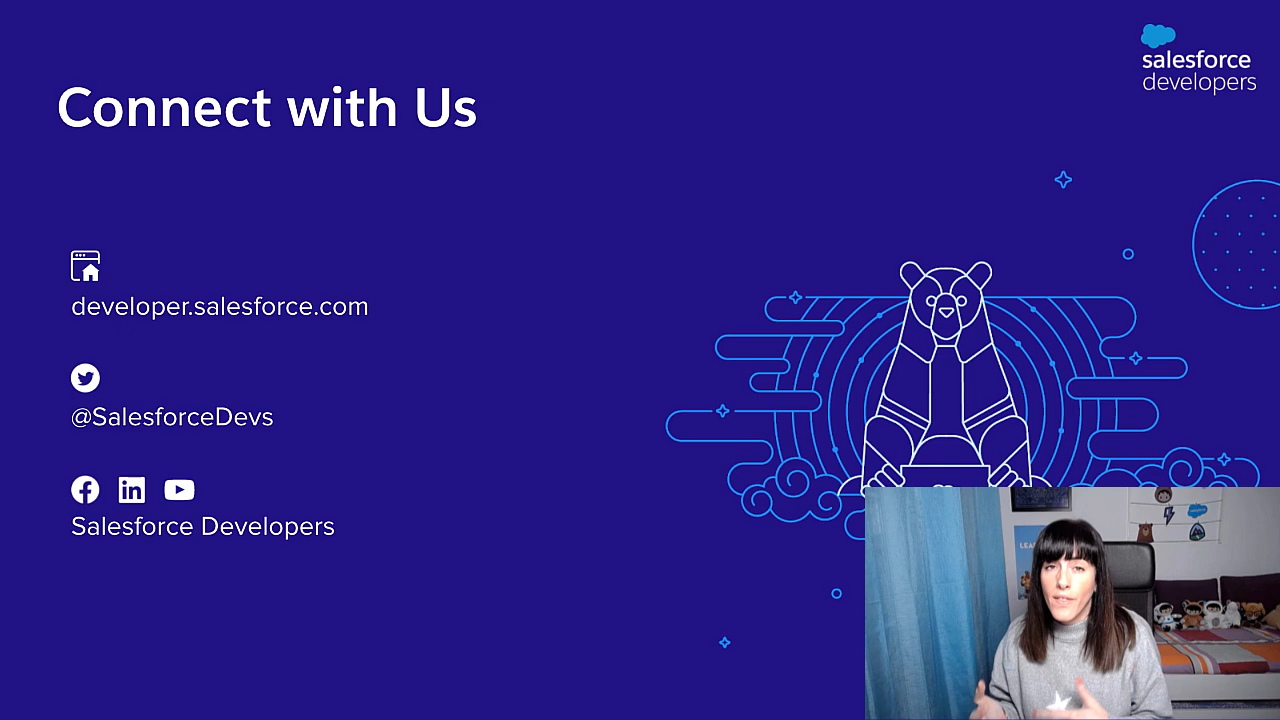 salesforce
developers
Connect with Us
developer.salesforce.com
@SalesforceDevs
Salesforce Developers